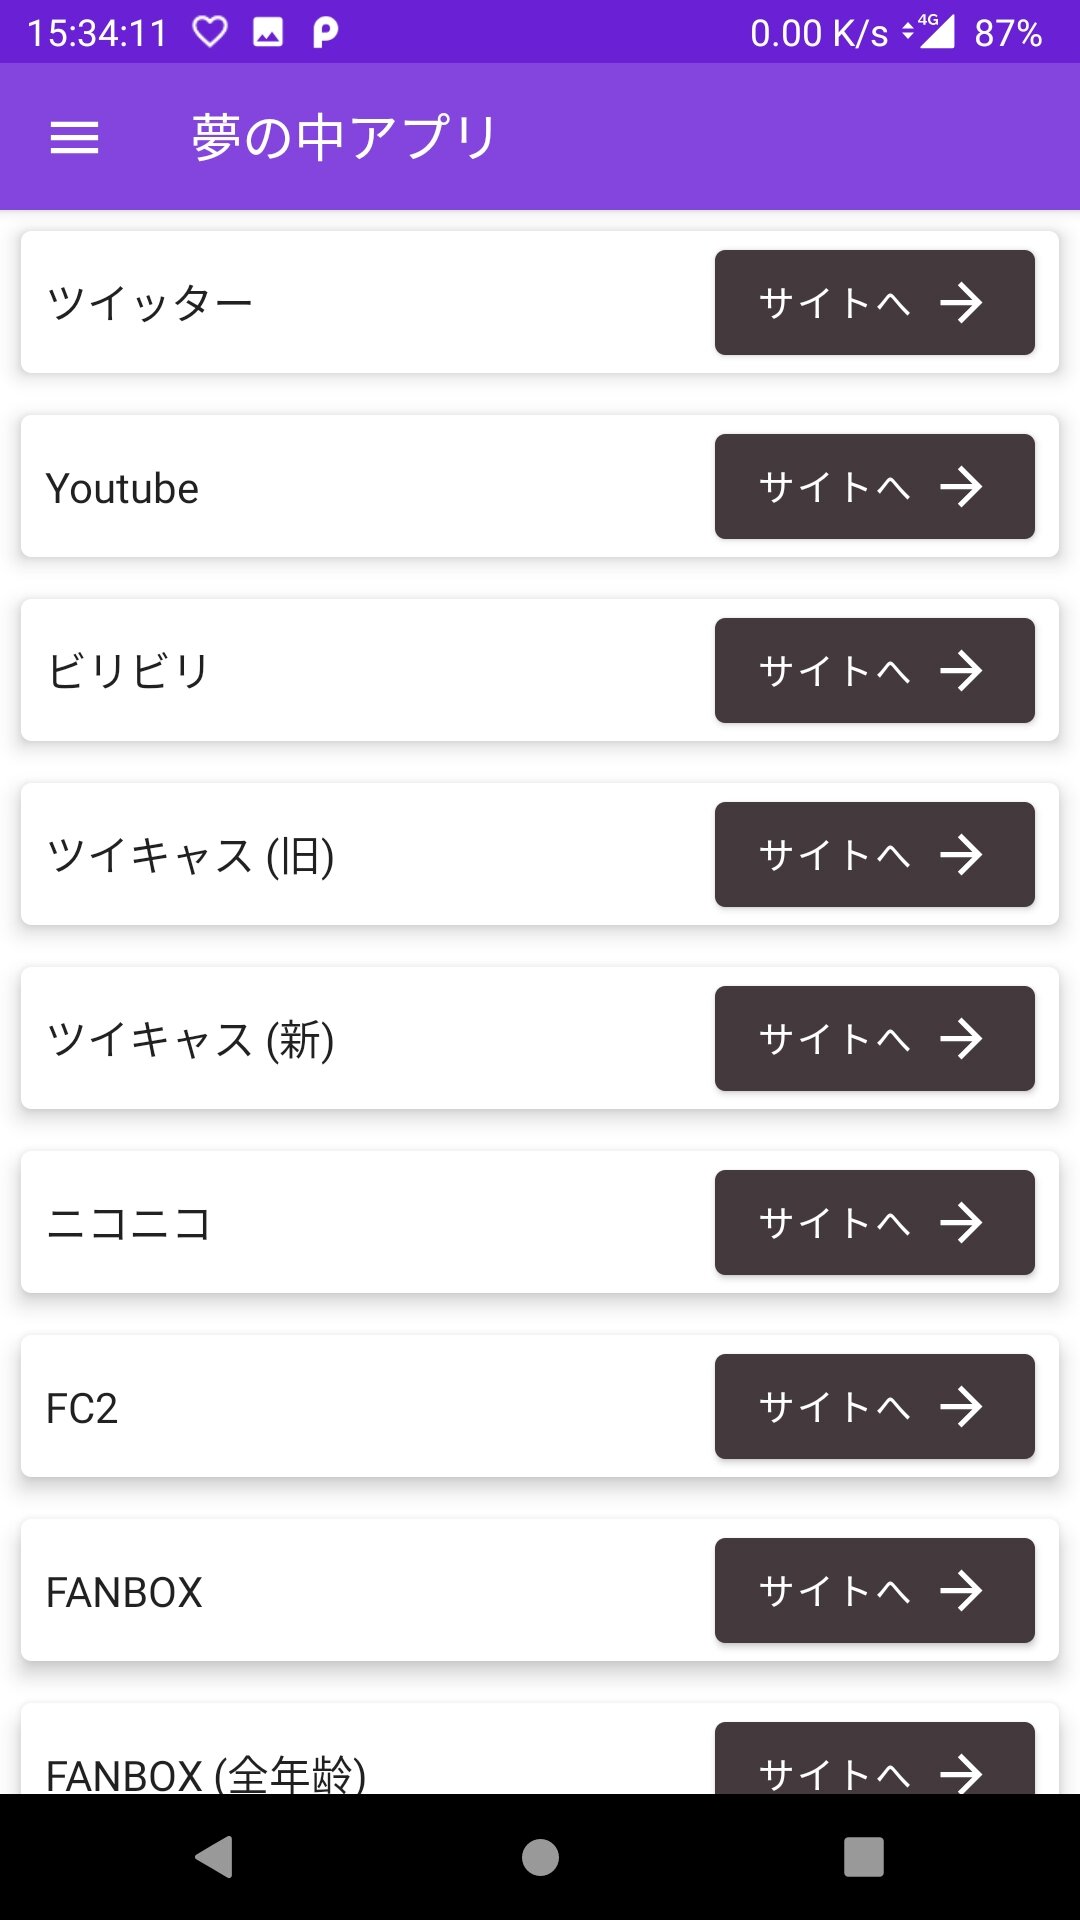 15:34:11 0.00 K/s 4G 87%
夢の中アプリ
ツイッター サイトへ
Youtube サイトへ
ビリビリ サイトへ
ツイキャス (旧) サイトへ
ツイキャス (新) サイトへ
ニコニコ サイトへ
FC2 サイトへ
FANBOX サイトへ
FANBOX (全年齢) サイトへ